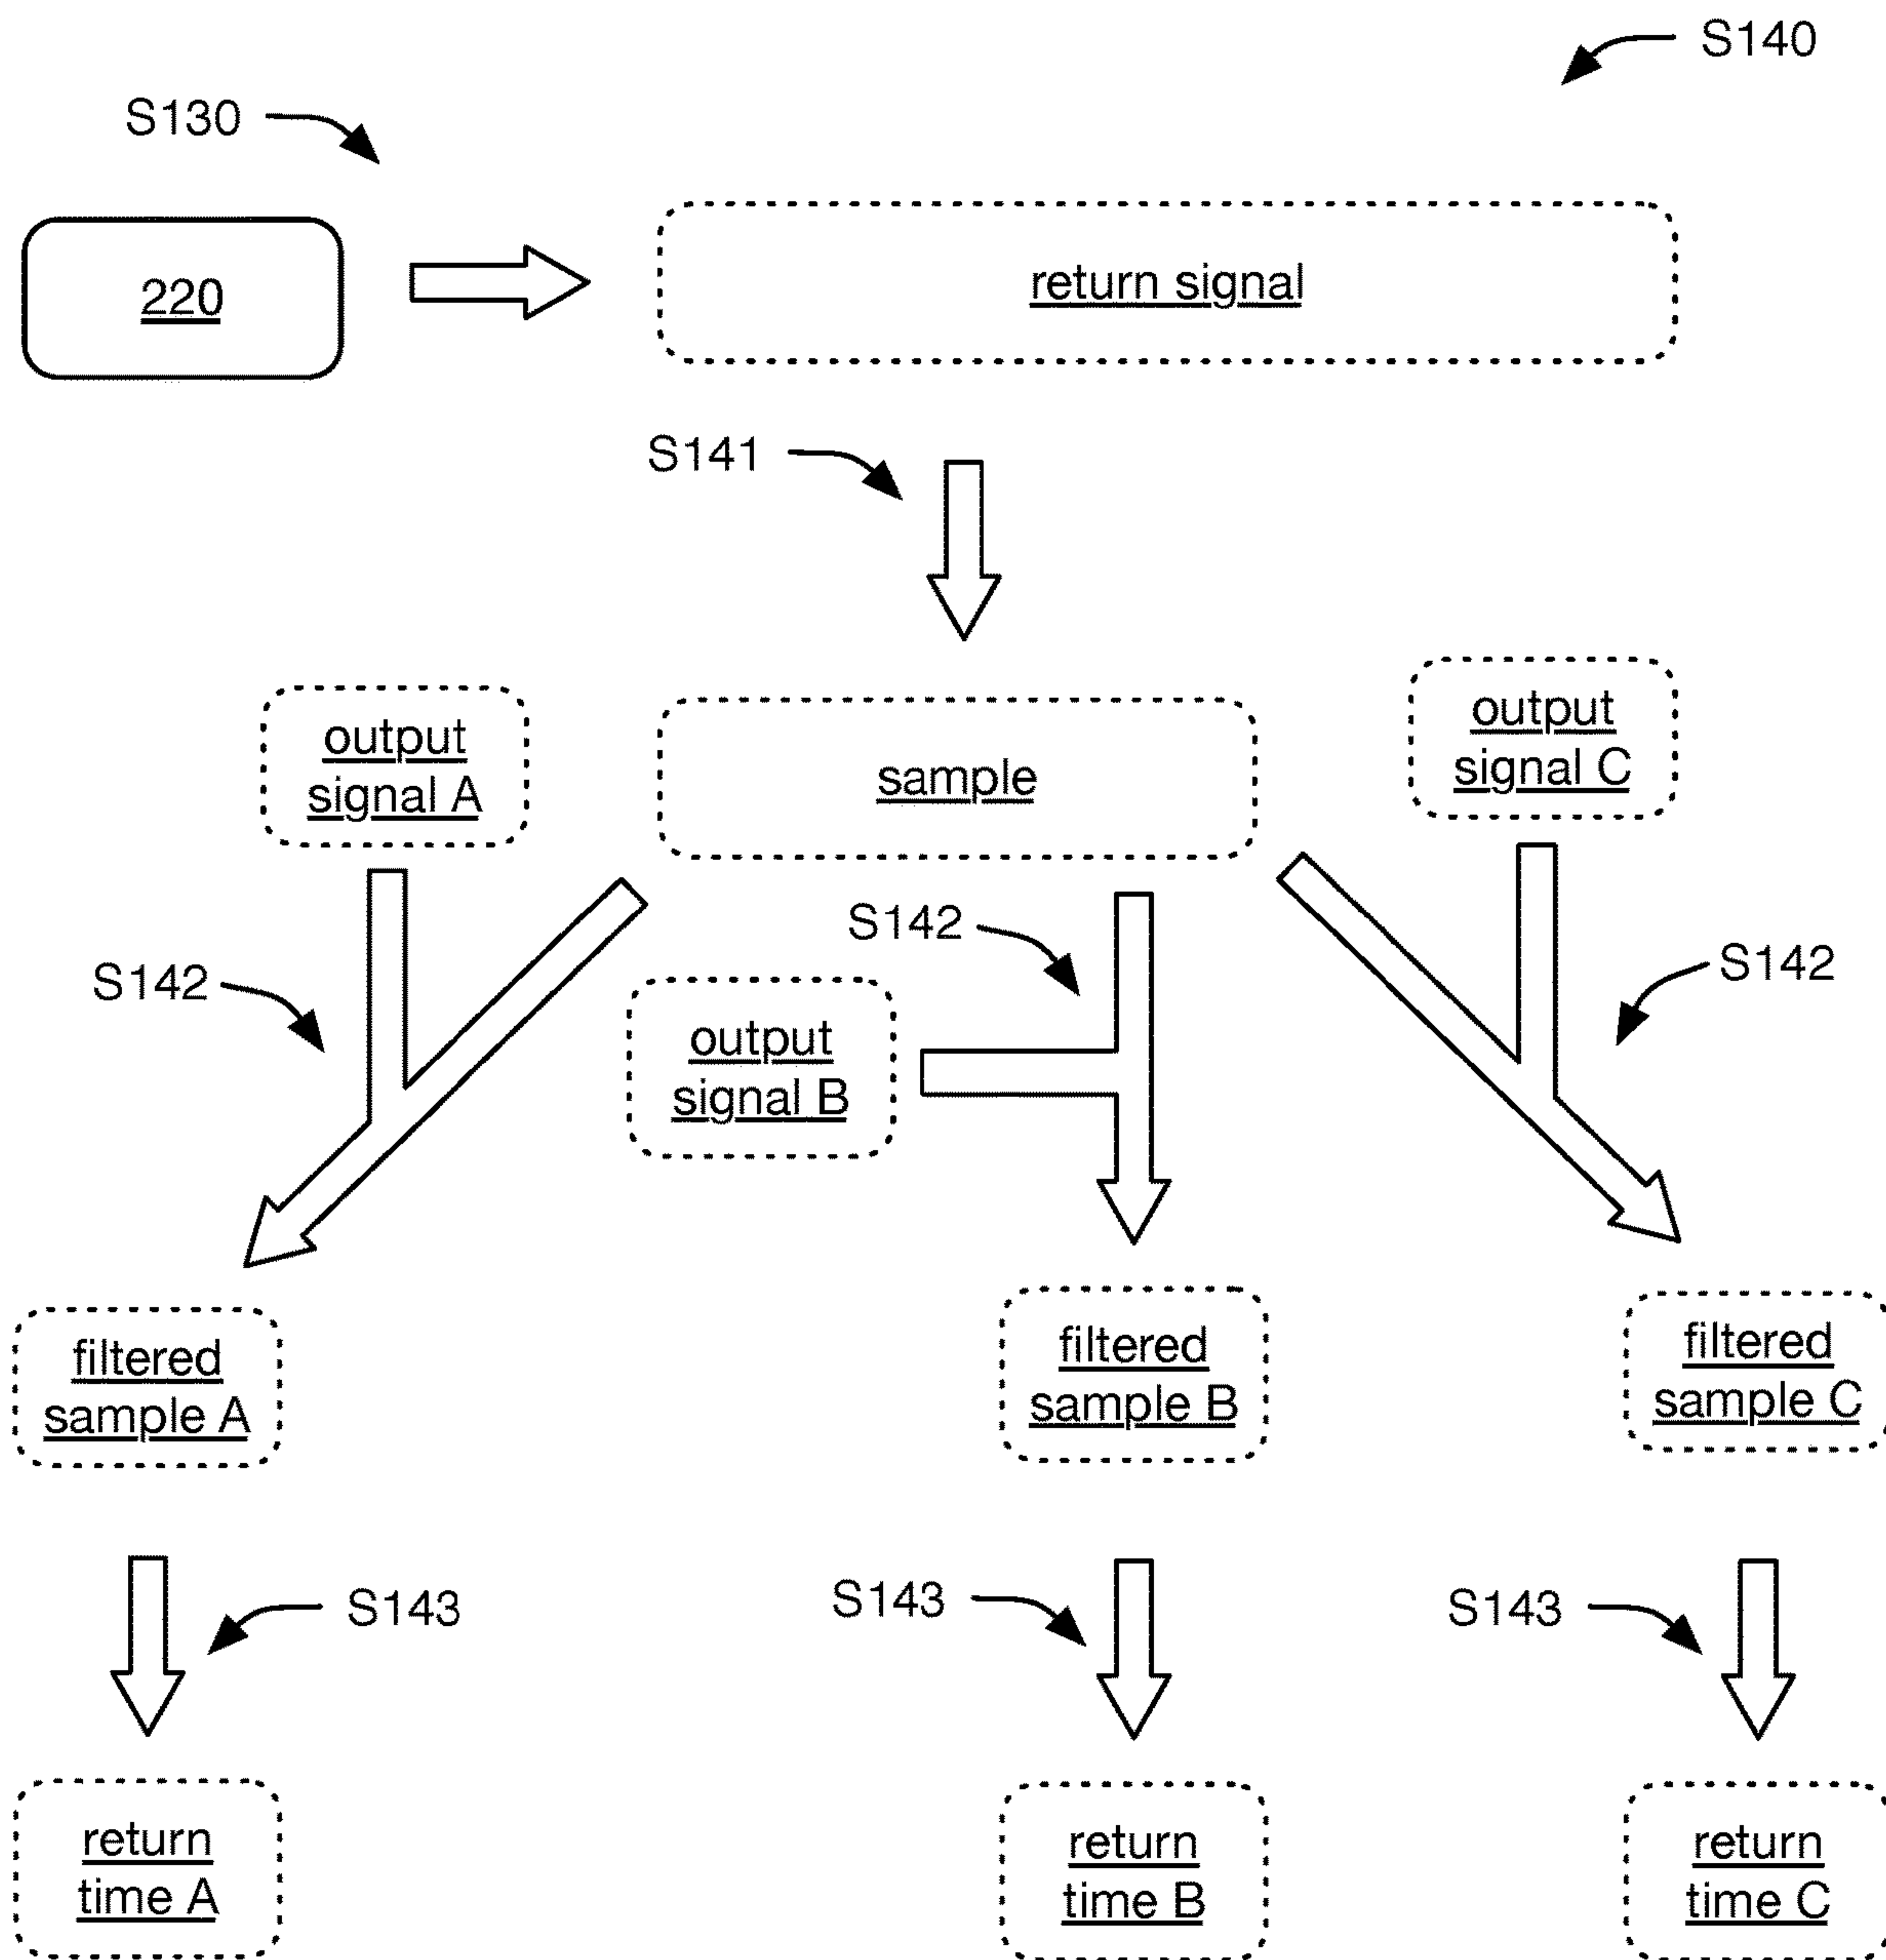 S140
S130
220
return signal
S141
output
signal A
sample
output
signal C
S142
S142
S142
output
signal B
filtered
sample A
filtered
sample B
filtered
sample C
S143
S143
S143
return
time A
return
time B
return
time C